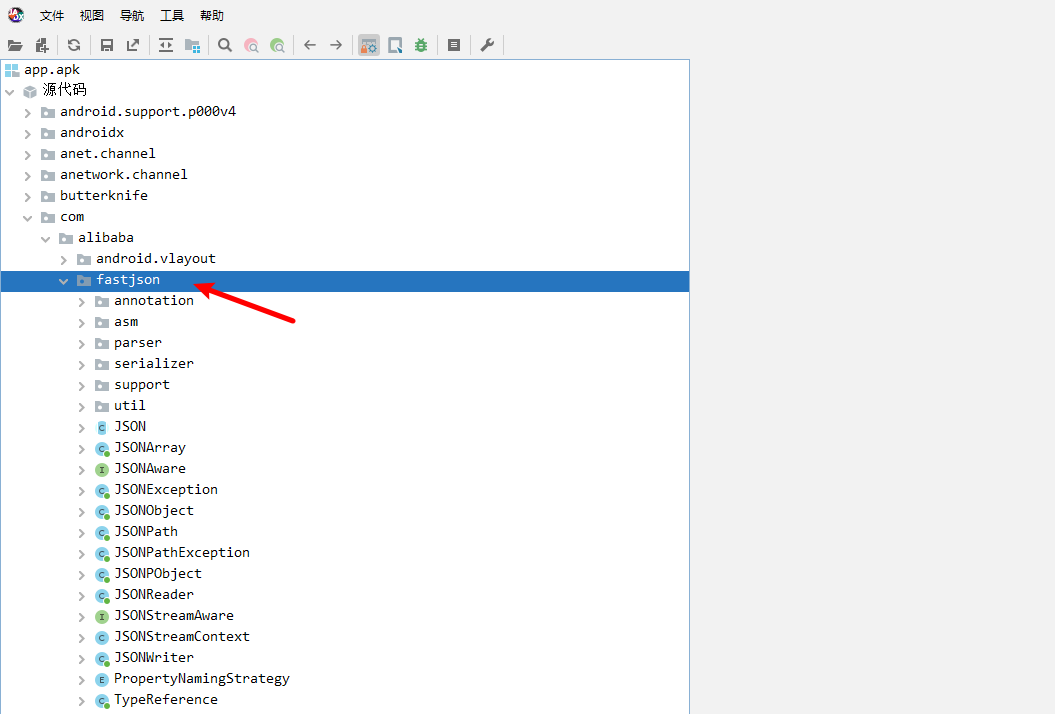 文件 视图 导航 工具 帮助
app.apk
源代码
android.support.p000v4
androidx
anet.channel
anetwork.channel
butterknife
com
alibaba
android.vlayout
fastjson
annotation
asm
parser
serializer
support
util
JSON
JSONArray
JSONAware
JSONException
JSONObject
JSONPath
JSONPathException
JSONPObject
JSONReader
JSONStreamAware
JSONStreamContext
JSONWriter
PropertyNamingStrategy
TypeReference